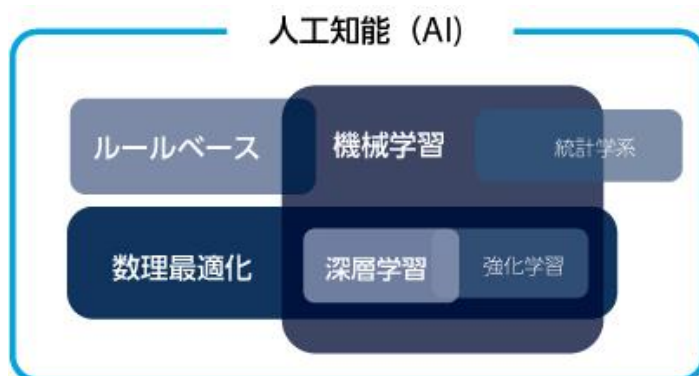 人工知能（AI）
ルールベース
機械学習
統計学系
数理最適化
深層学習
強化学習